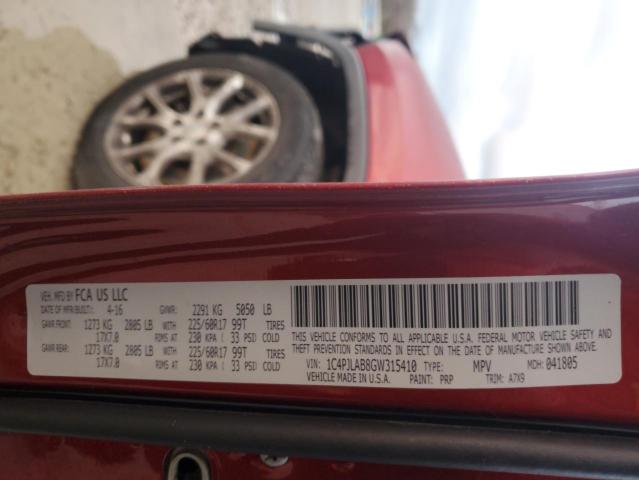 VEH. MFD BY FCA US LLC
DATE OF MFR/BUILT: 4-16 GVWR: 2291 KG 5050 LB
GAWR FRONT: 1273 KG 2805 LB WITH 225/60R17 99T TIRES
17X7.0 RIMS AT 230 KPA ( 33 PSI) COLD
GAWR REAR: 1273 KG 2805 LB WITH 225/60R17 99T TIRES
17X7.0 RIMS AT 230 KPA ( 33 PSI) COLD
THIS VEHICLE CONFORMS TO ALL APPLICABLE U.S.A. FEDERAL MOTOR VEHICLE SAFETY
AND THEFT PREVENTION STANDARDS IN EFFECT ON THE DATE OF MANUFACTURE SHOWN ABOVE.
VIN: 1C4PJLAB8GW315410 TYPE: MPV MDH: 041805
VEHICLE MADE IN U.S.A. PAINT: PRP TRIM: A7X9